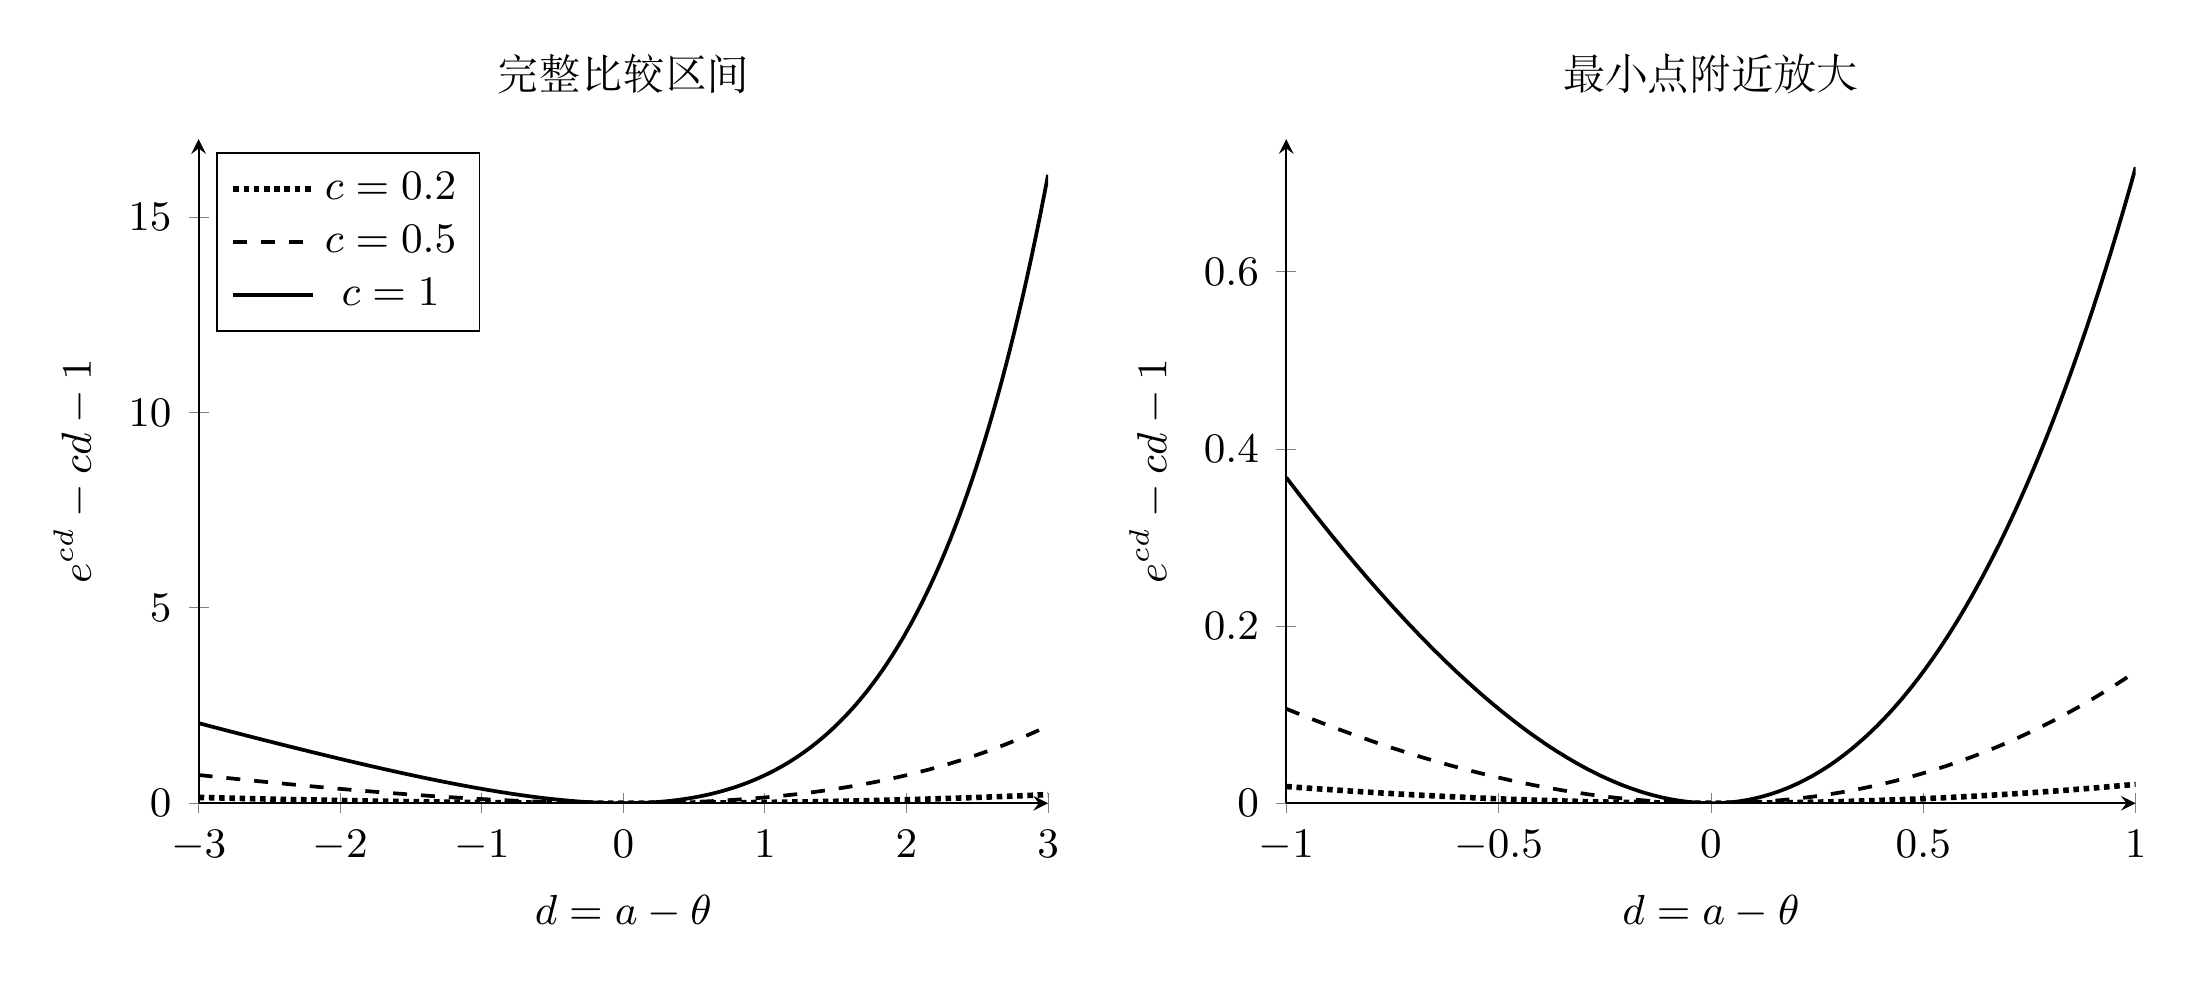 完整比较区间
c = 0.2
c = 0.5
c = 1
15
10
5
0
e^{cd} − cd − 1
−3 −2 −1 0 1 2 3
d = a − θ
最小点附近放大
0.6
0.4
0.2
0
e^{cd} − cd − 1
−1 −0.5 0 0.5 1
d = a − θ